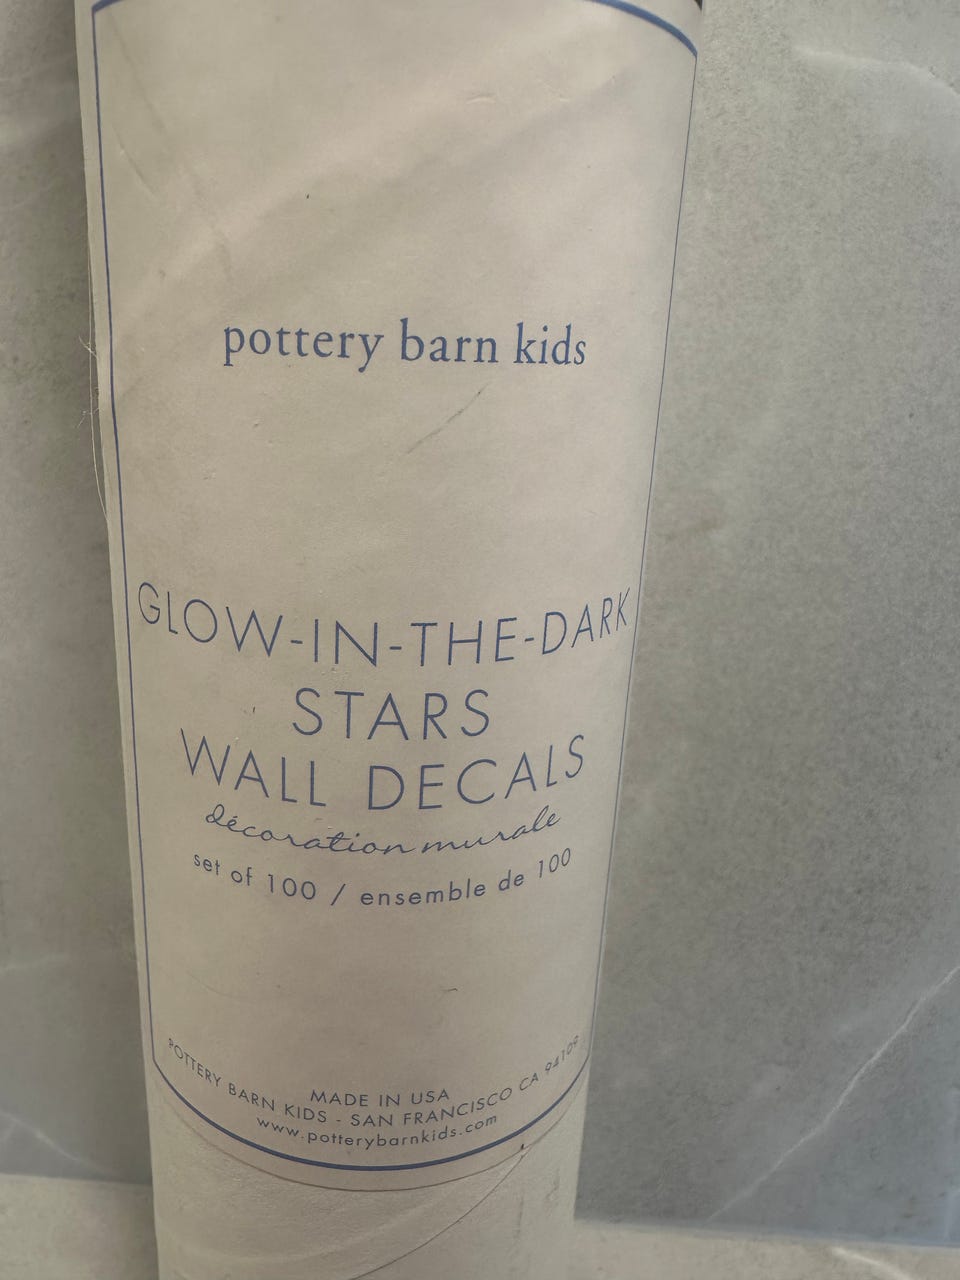 pottery barn kids
GLOW-IN-THE-DARK
STARS
WALL DECALS
décoration murale
set of 100 / ensemble de 100
MADE IN USA
POTTERY BARN KIDS - SAN FRANCISCO CA 94109
www.potterybarnkids.com